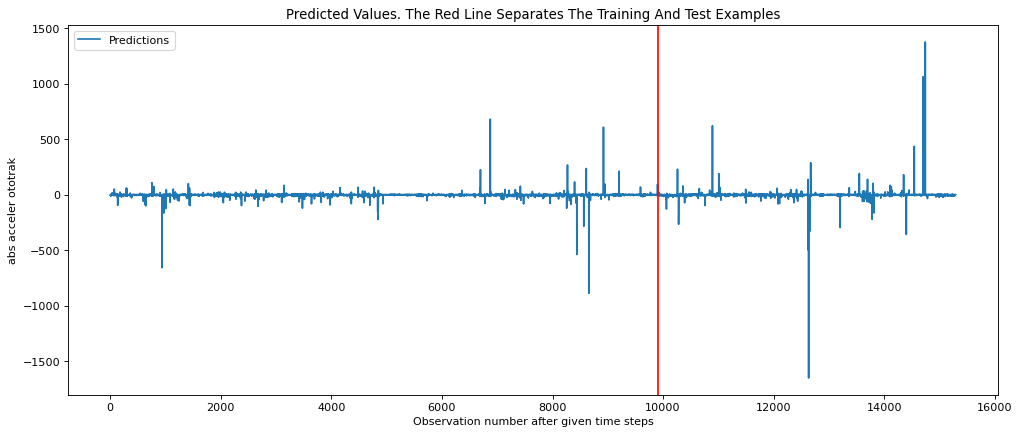 Predicted Values. The Red Line Separates The Training And Test Examples
Predictions
1500
1000
500
0
−500
−1000
−1500
abs acceler ototrak
0 2000 4000 6000 8000 10000 12000 14000 16000
Observation number after given time steps